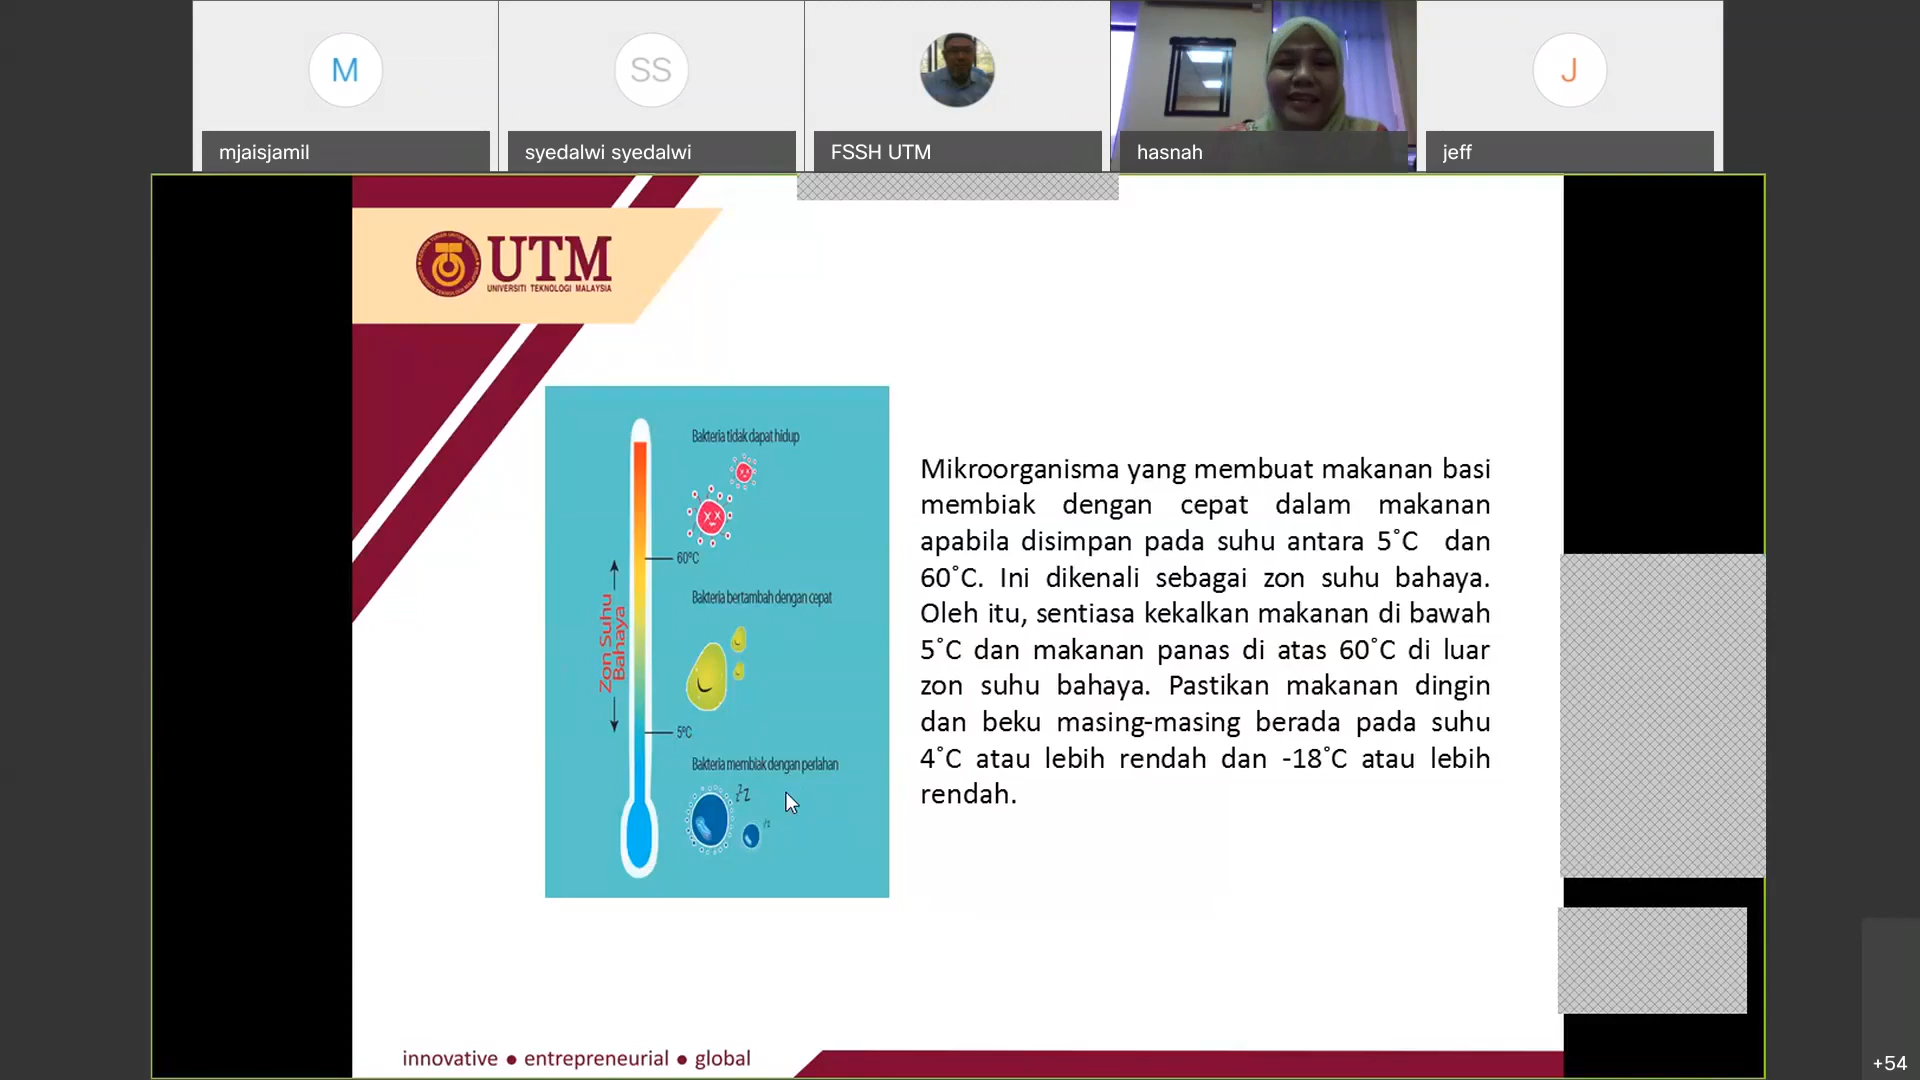 M
SS
J
mjaisjamil
syedalwi syedalwi
FSSH UTM
hasnah
jeff
UTM
UNIVERSITI TEKNOLOGI MALAYSIA
Bakteria tidak dapat hidup
60°C
Bakteria bertambah dengan cepat
Zon Suhu
Bahaya
5°C
Bakteria membiak dengan perlahan
zZZ
Mikroorganisma yang membuat makanan basi
membiak dengan cepat dalam makanan
apabila disimpan pada suhu antara 5˚C dan
60˚C. Ini dikenali sebagai zon suhu bahaya.
Oleh itu, sentiasa kekalkan makanan di bawah
5˚C dan makanan panas di atas 60˚C di luar
zon suhu bahaya. Pastikan makanan dingin
dan beku masing-masing berada pada suhu
4˚C atau lebih rendah dan -18˚C atau lebih
rendah.
innovative ● entrepreneurial ● global
+54